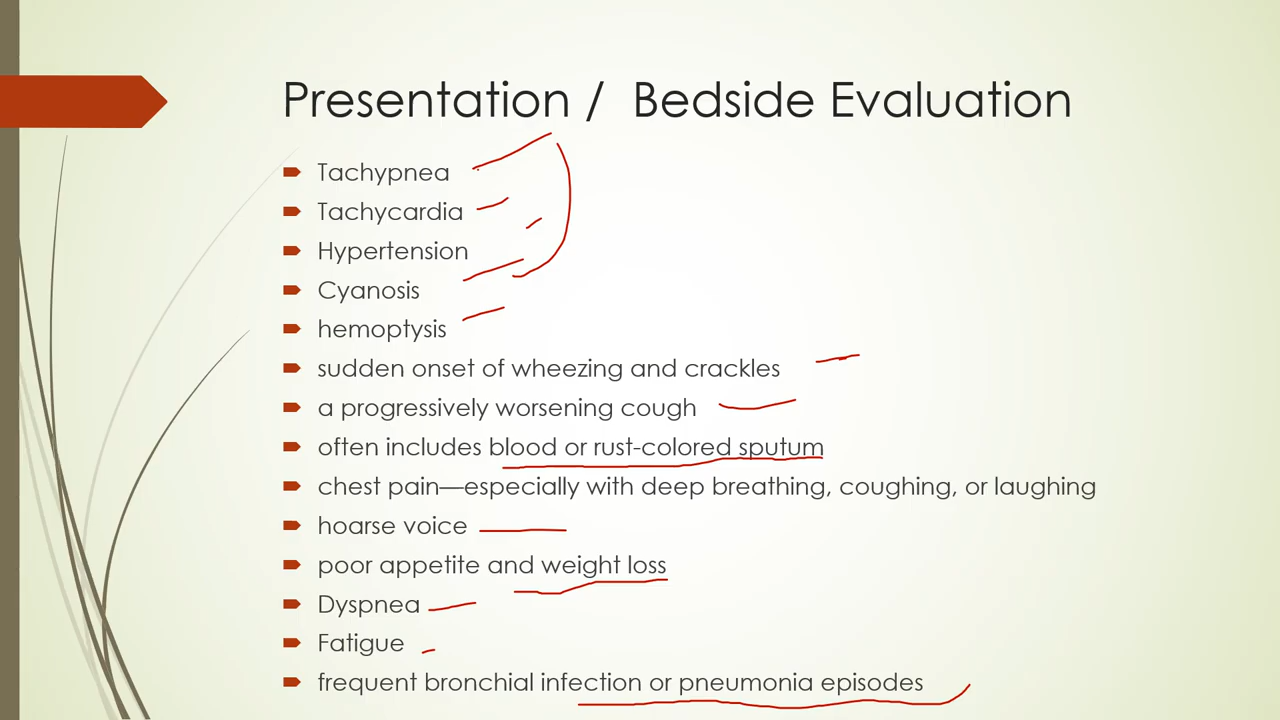 Presentation / Bedside Evaluation
Tachypnea
Tachycardia
Hypertension
Cyanosis
hemoptysis
sudden onset of wheezing and crackles
a progressively worsening cough
often includes blood or rust-colored sputum
chest pain—especially with deep breathing, coughing, or laughing
hoarse voice
poor appetite and weight loss
Dyspnea
Fatigue
frequent bronchial infection or pneumonia episodes